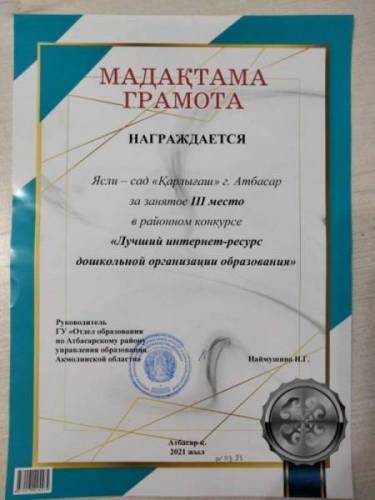 МАДАҚТАМА
ГРАМОТА
НАГРАЖДАЕТСЯ
Ясли – сад «Қарлығаш» г. Атбасар
за занятое III место
в районном конкурсе
«Лучший интернет-ресурс
дошкольной организации образования»
Руководитель
ГУ «Отдел образования
по Атбасарскому району
управления образования
Акмолинской области»
Наймушина И.Г.
Атбасар қ.
2021 жыл